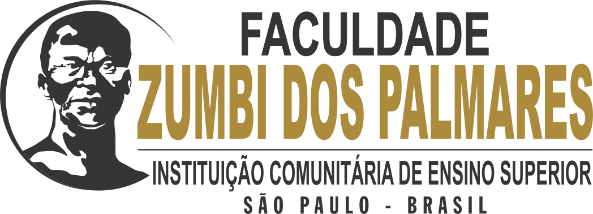 FACULDADE
ZUMBI DOS PALMARES
INSTITUIÇÃO COMUNITÁRIA DE ENSINO SUPERIOR
SÃO PAULO - BRASIL